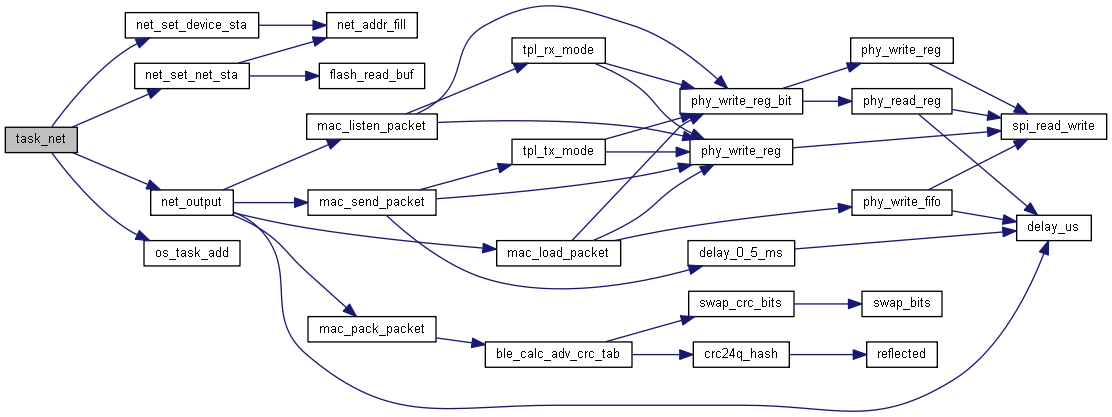 net_set_device_sta
net_addr_fill
net_set_net_sta
flash_read_buf
task_net
mac_listen_packet
tpl_rx_mode
phy_write_reg
phy_write_reg_bit
phy_read_reg
spi_read_write
tpl_tx_mode
phy_write_reg
net_output
mac_send_packet
phy_write_fifo
delay_us
os_task_add
mac_load_packet
delay_0_5_ms
mac_pack_packet
swap_crc_bits
swap_bits
ble_calc_adv_crc_tab
crc24q_hash
reflected